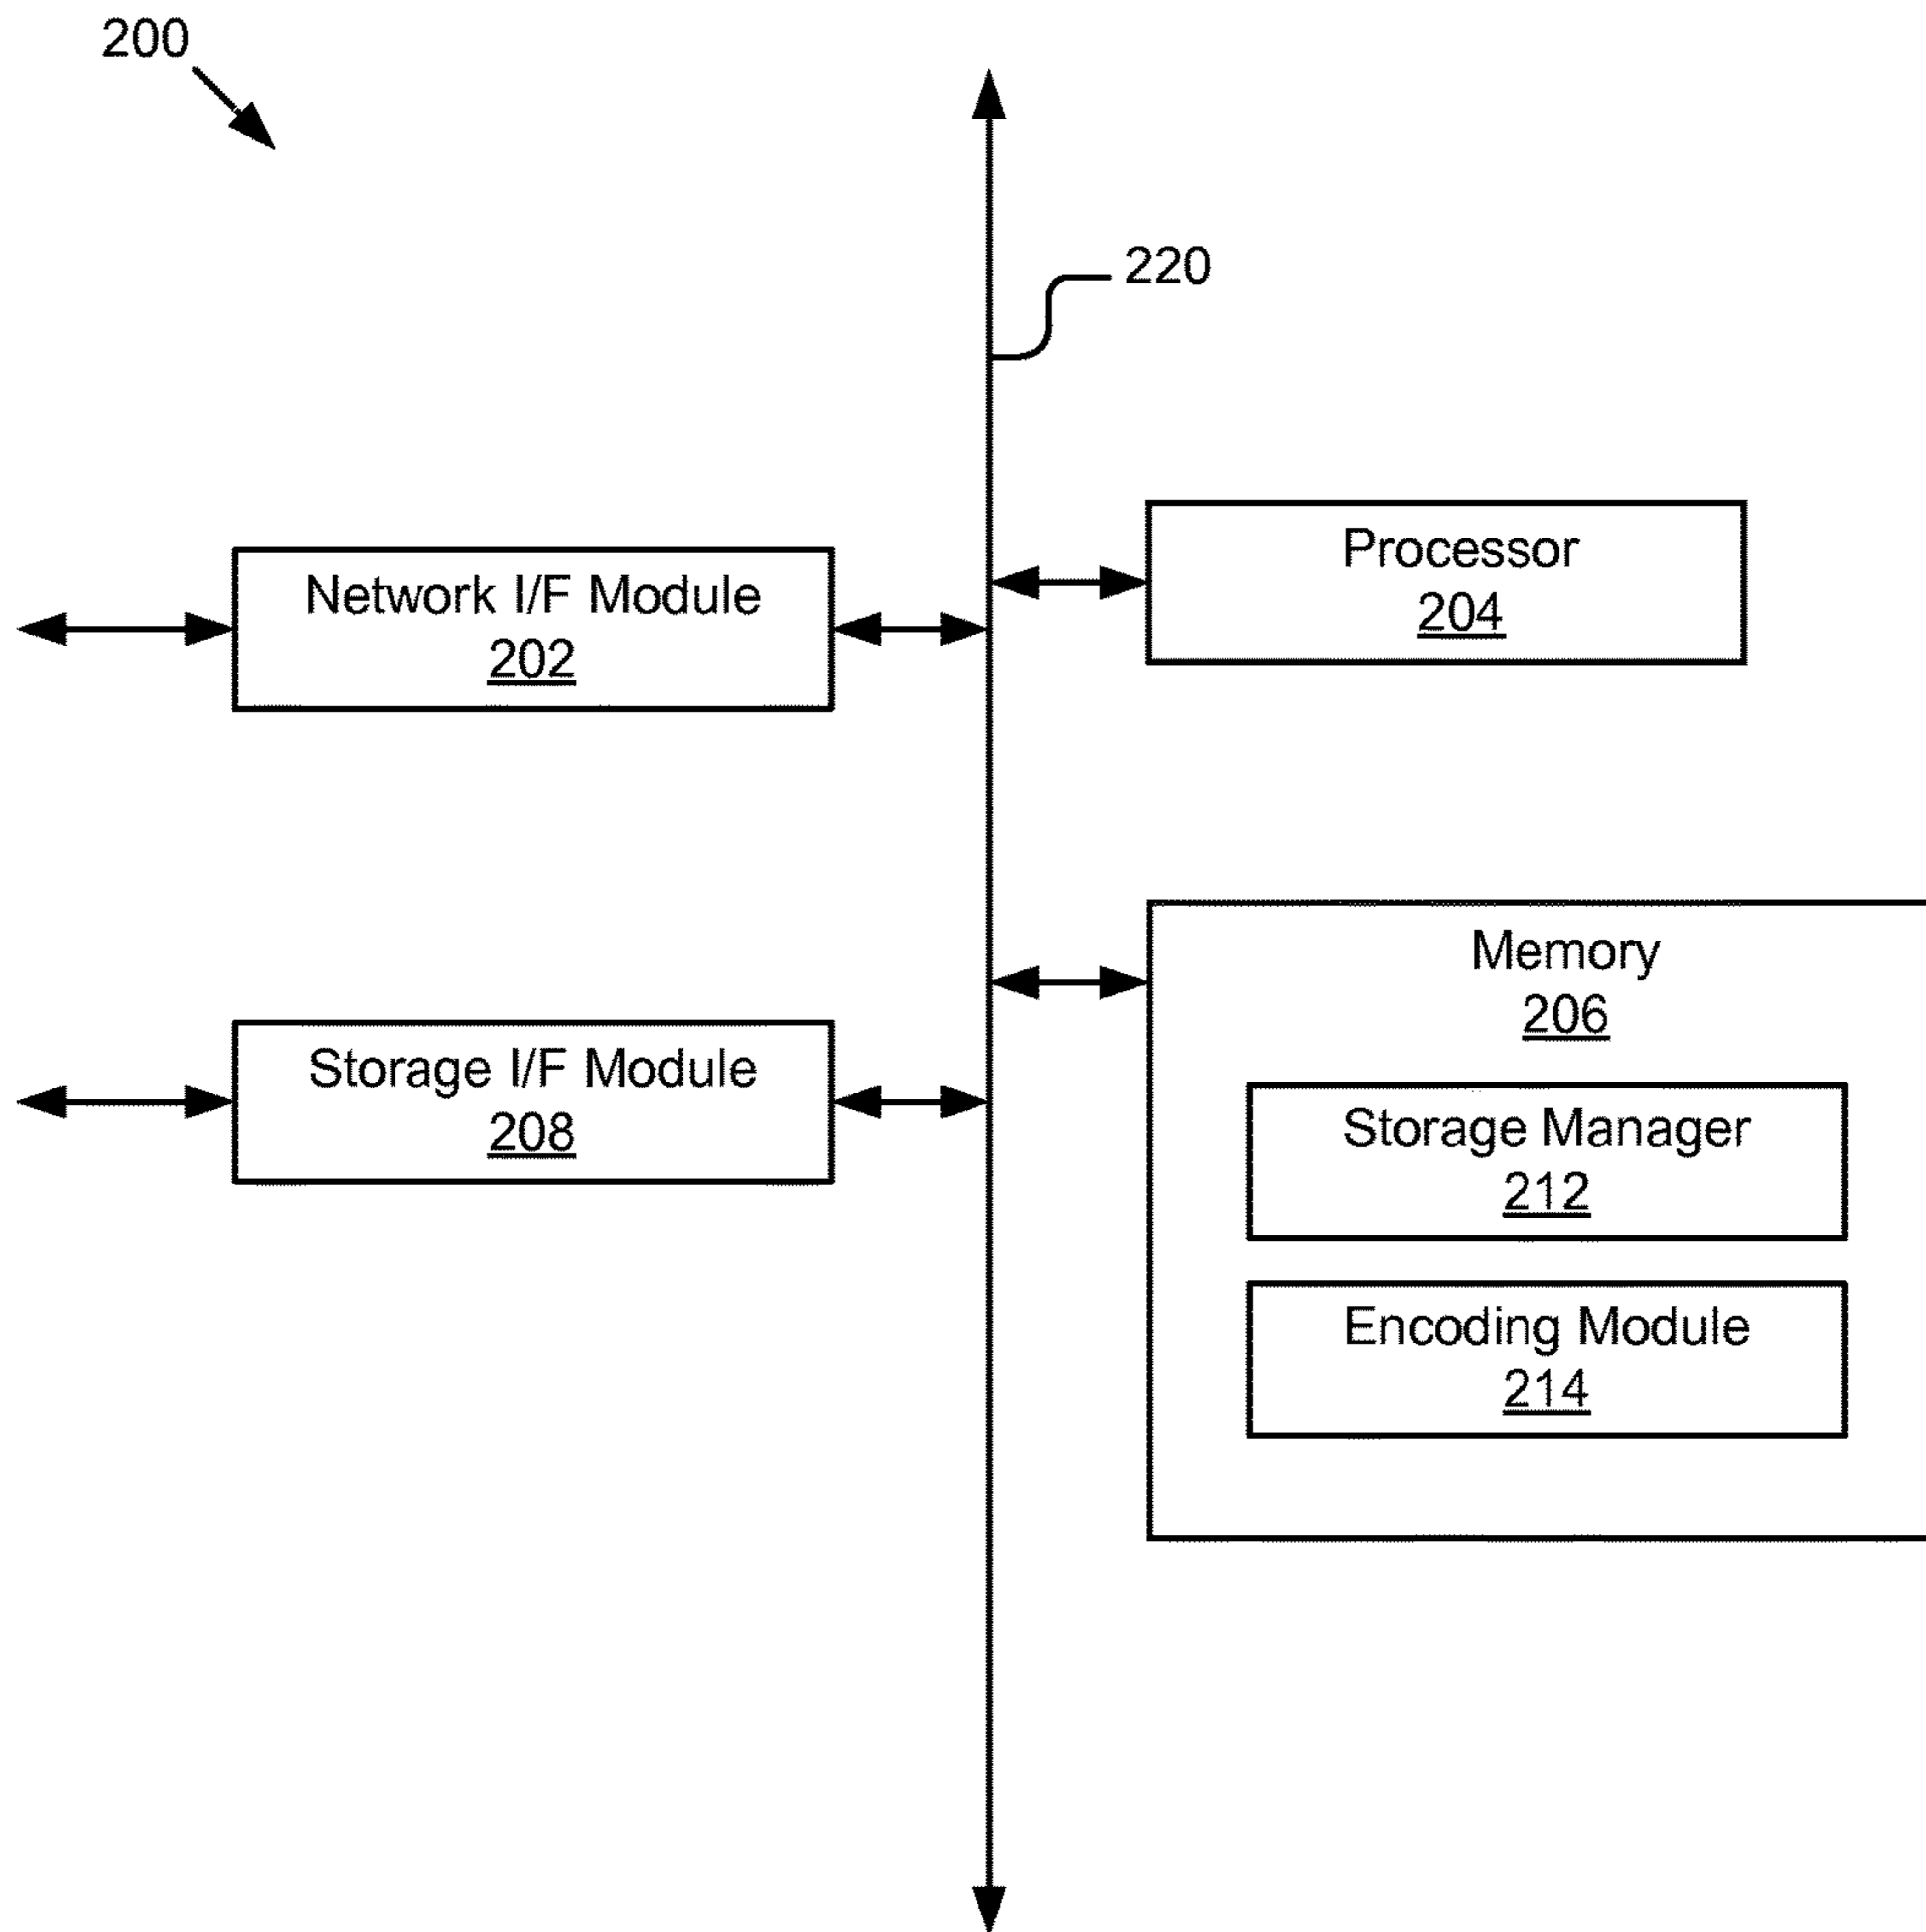 200
220
Processor
204
Network I/F Module
202
Memory
206
Storage I/F Module
208
Storage Manager
212
Encoding Module
214